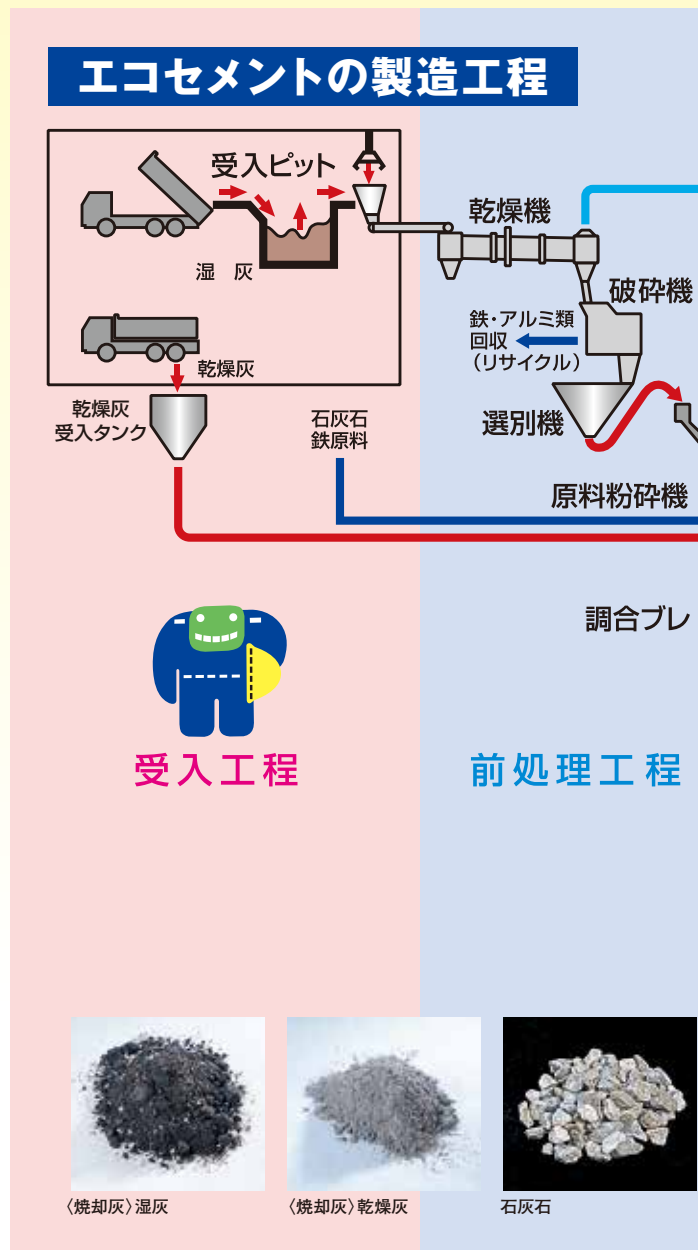 エコセメントの製造工程
受入ピット
湿 灰
乾燥灰
乾燥灰
受入タンク
石灰石
鉄原料
乾燥機
破砕機
鉄・アルミ類
回収
(リサイクル)
選別機
原料粉砕機
調合ブレ
受入工程
前処理工程
〈焼却灰〉湿灰
〈焼却灰〉乾燥灰
石灰石